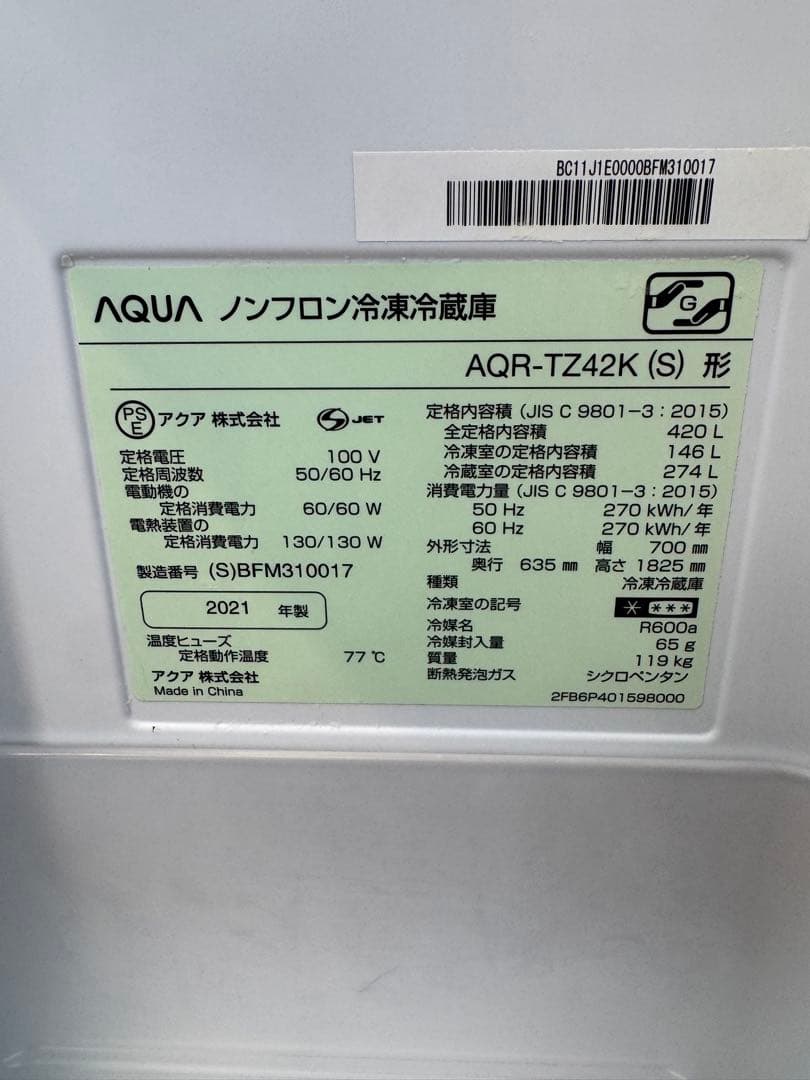 BC11J1E0000BFM310017
AQUA ノンフロン冷凍冷蔵庫
G
AQR-TZ42K (S) 形
PS E アクア 株式会社 S JET
定格電圧 100 V
定格周波数 50/60 Hz
電動機の
定格消費電力 60/60 W
電熱装置の
定格消費電力 130/130 W
製造番号 (S)BFM310017
2021 年製
温度ヒューズ
定格動作温度 77 ℃
アクア 株式会社
Made in China
定格内容積 (JIS C 9801-3：2015)
全定格内容積 420 L
冷凍室の定格内容積 146 L
冷蔵室の定格内容積 274 L
消費電力量 (JIS C 9801-3：2015)
50 Hz 270 kWh/年
60 Hz 270 kWh/年
外形寸法 幅 700 mm
奥行 635 mm 高さ 1825 mm
種類 冷凍冷蔵庫
冷凍室の記号 * ***
冷媒名 R600a
冷媒封入量 65 g
質量 119 kg
断熱発泡ガス シクロペンタン
2FB6P401598000